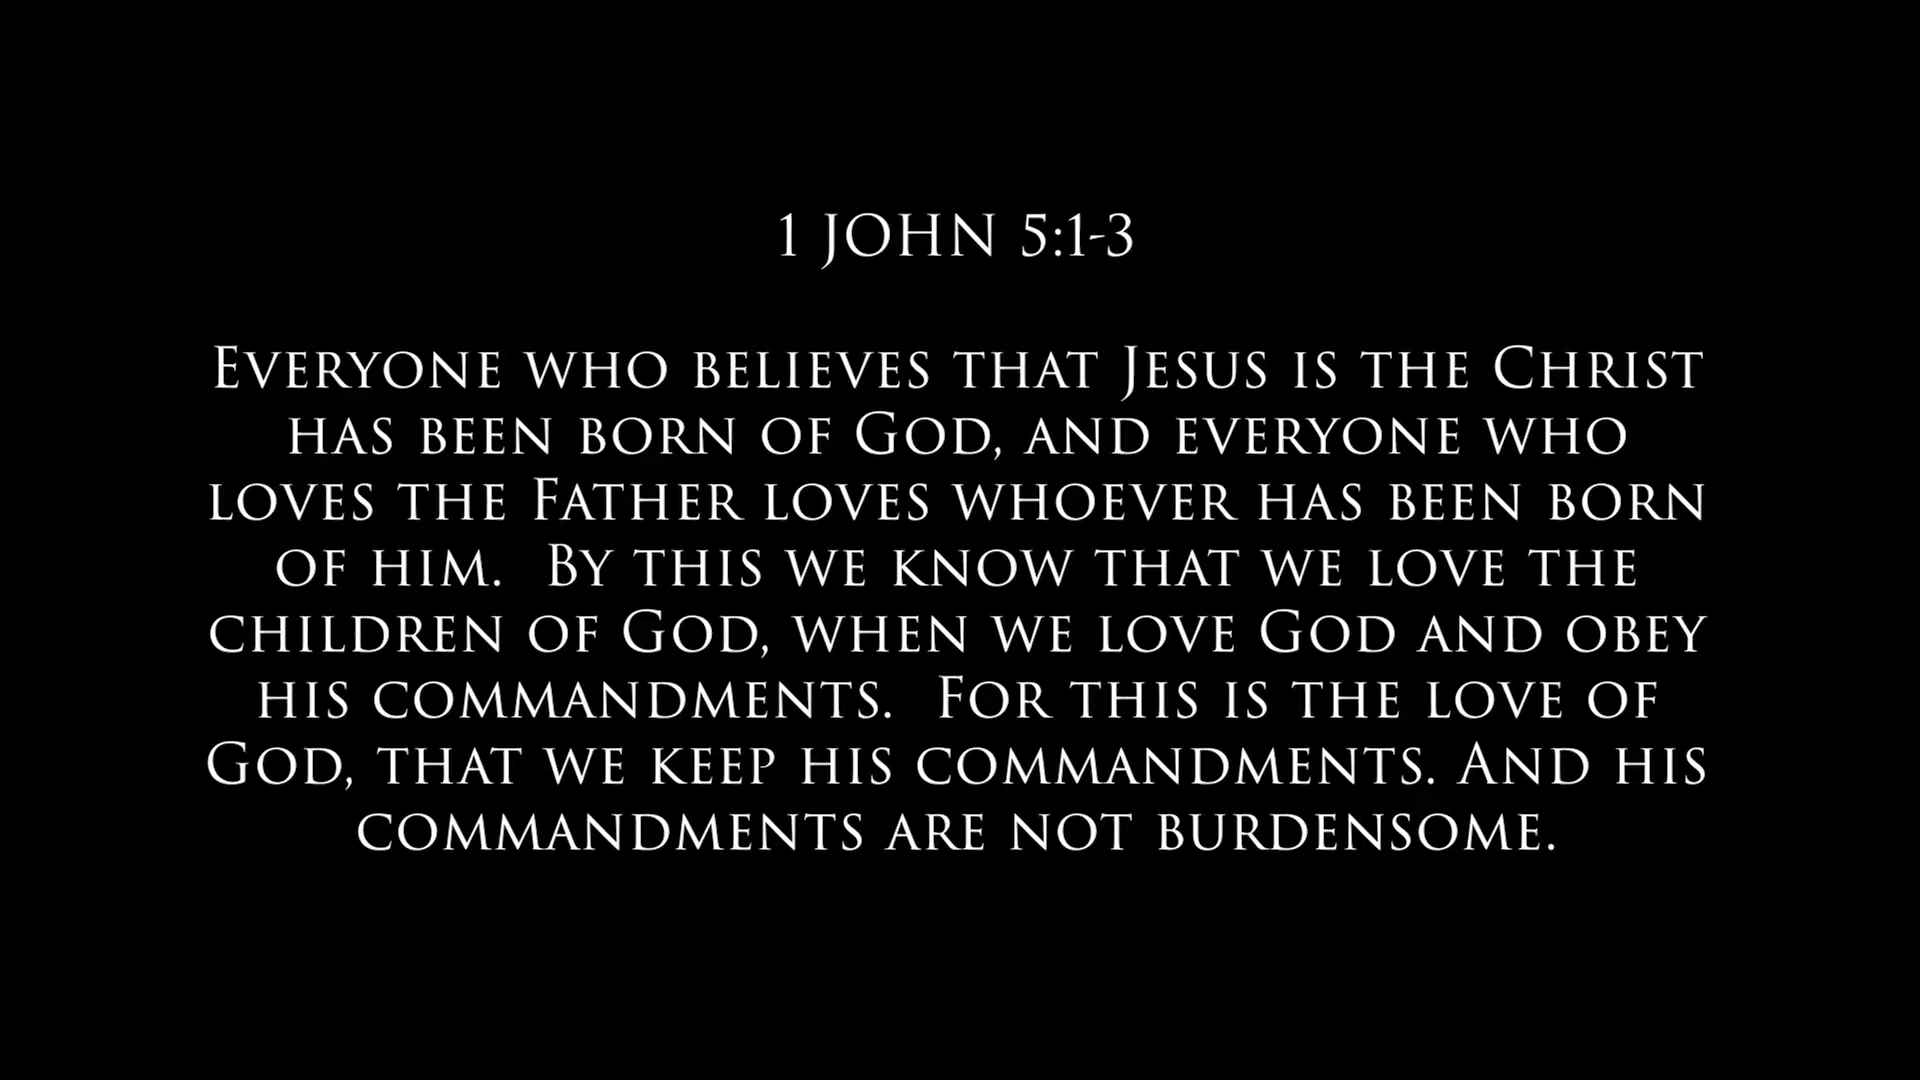 1 JOHN 5:1-3
Everyone who believes that Jesus is the Christ
has been born of God, and everyone who
loves the Father loves whoever has been born
of him.  By this we know that we love the
children of God, when we love God and obey
his commandments.  For this is the love of
God, that we keep his commandments. And his
commandments are not burdensome.